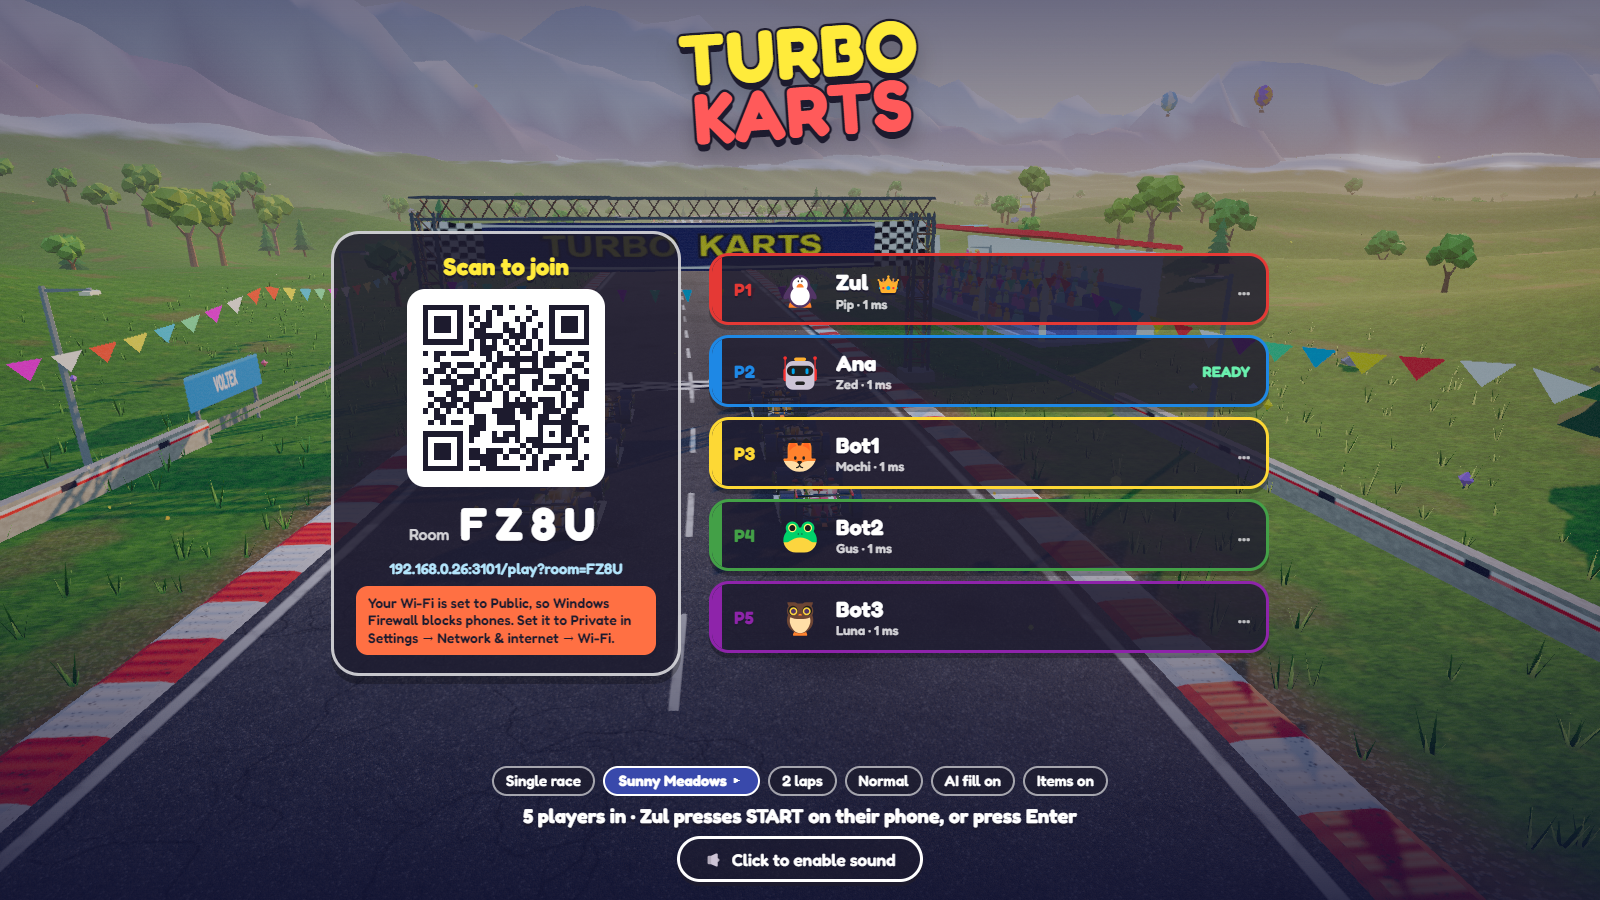 TURBO
KARTS
TURBO KARTS
VOLTEX
Scan to join
Room FZ8U
192.168.0.26:3101/play?room=FZ8U
Your Wi-Fi is set to Public, so Windows
Firewall blocks phones. Set it to Private in
Settings → Network & internet → Wi-Fi.
P1 Zul
Pip · 1 ms
...
P2 Ana
Zed · 1 ms
READY
P3 Bot1
Mochi · 1 ms
...
P4 Bot2
Gus · 1 ms
...
P5 Bot3
Luna · 1 ms
...
Single race Sunny Meadows ▸ 2 laps Normal AI fill on Items on
5 players in · Zul presses START on their phone, or press Enter
Click to enable sound